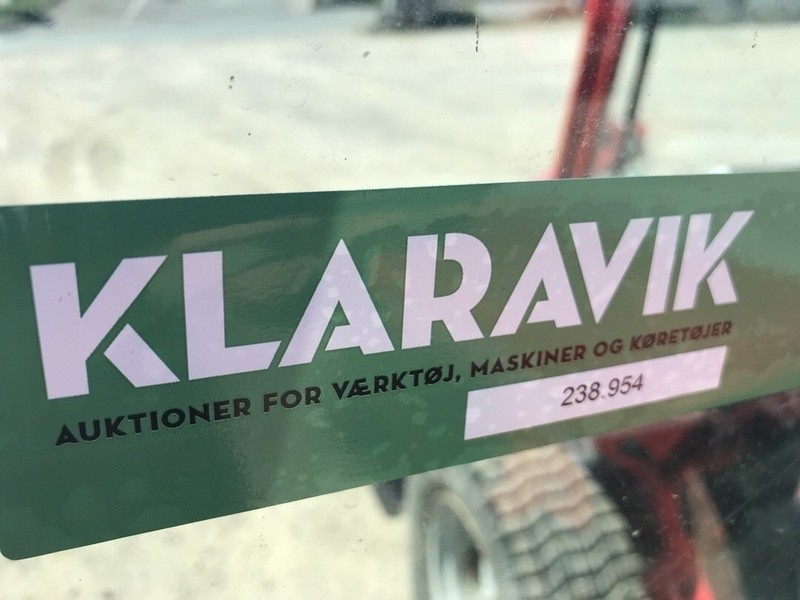 KLARAVIK
AUKTIONER FOR VÆRKTØJ, MASKINER OG KØRETØJER
238.954